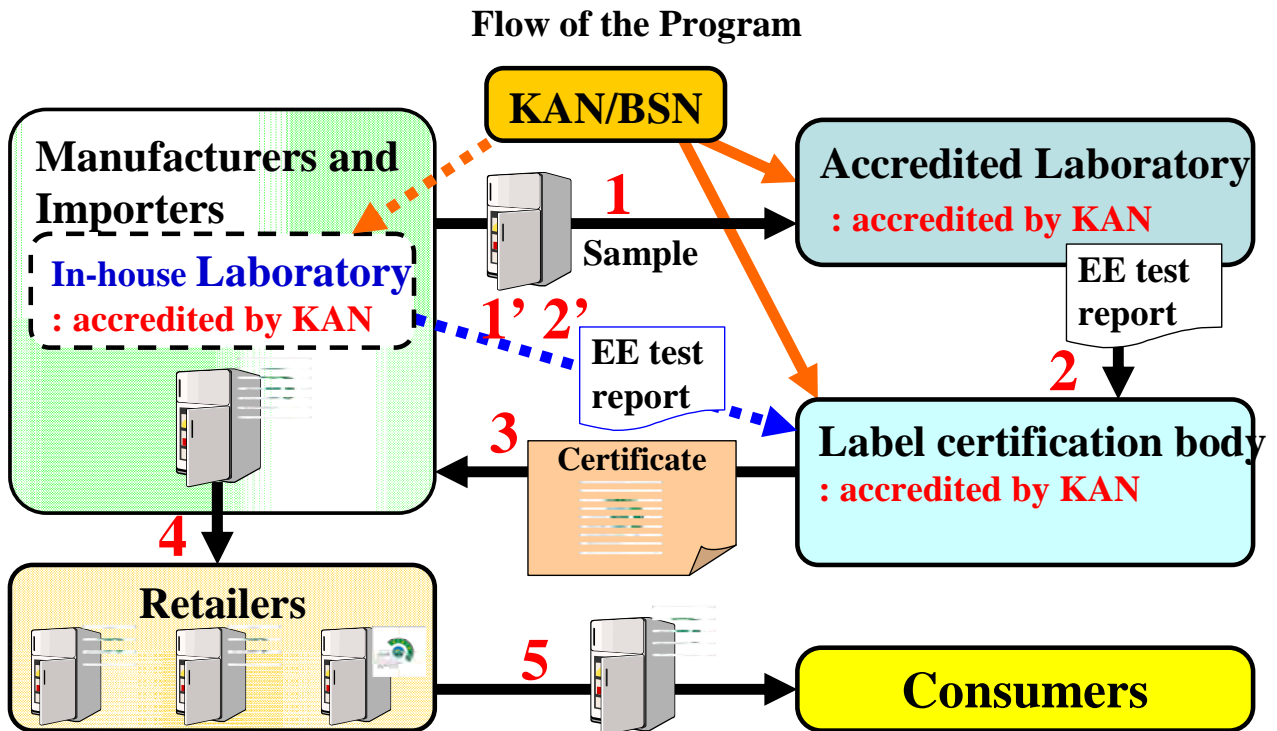 Flow of the Program
KAN/BSN
Manufacturers and
Importers
In-house Laboratory
: accredited by KAN
1
Sample
Accredited Laboratory
: accredited by KAN
EE test
report
1’ 2’
EE test
report
2
3
Certificate
Label certification body
: accredited by KAN
4
Retailers
5
Consumers